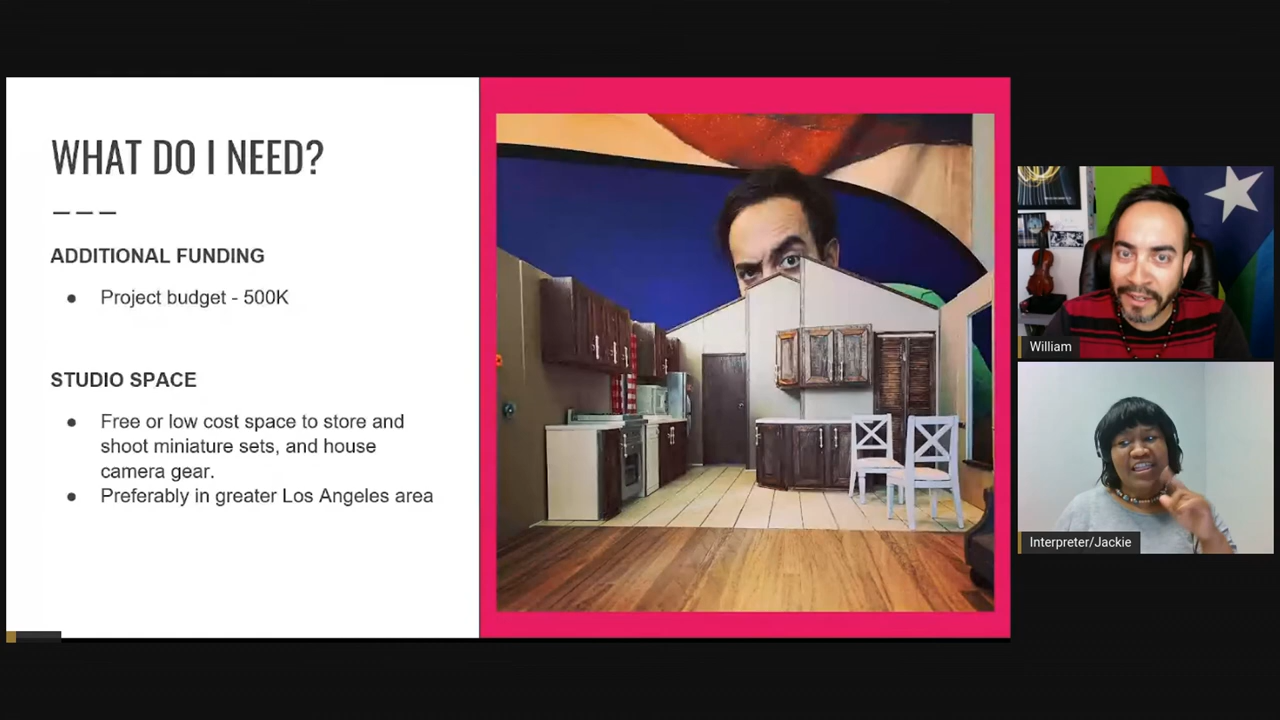 WHAT DO I NEED?
ADDITIONAL FUNDING
● Project budget - 500K
STUDIO SPACE
● Free or low cost space to store and
shoot miniature sets, and house
camera gear.
● Preferably in greater Los Angeles area
William
Interpreter/Jackie